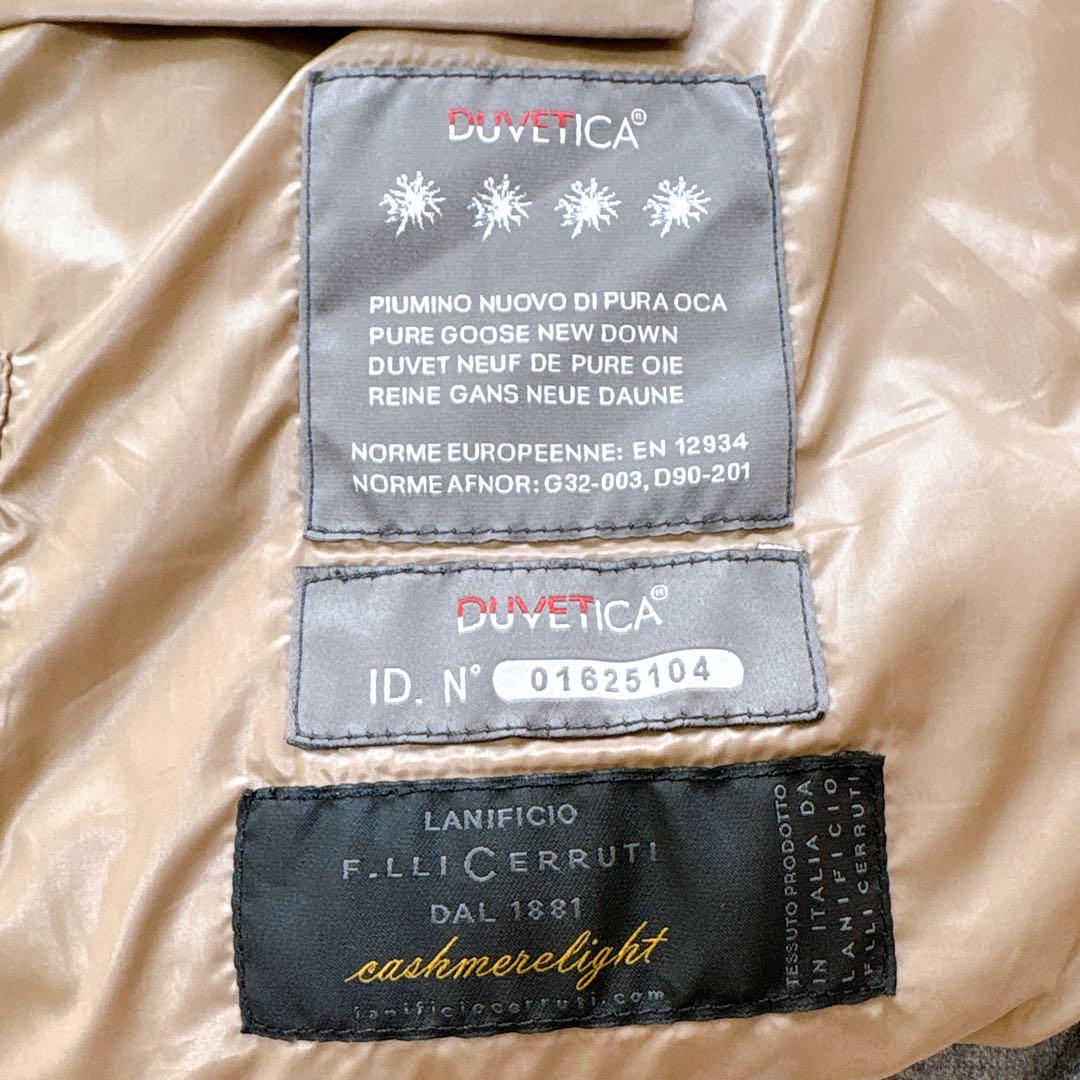 DUVETICA®
PIUMINO NUOVO DI PURA OCA
PURE GOOSE NEW DOWN
DUVET NEUF DE PURE OIE
REINE GANS NEUE DAUNE
NORME EUROPEENNE: EN 12934
NORME AFNOR: G32-003, D90-201
DUVETICA®
ID. N° 01625104
LANIFICIO
F.LLI CERRUTI
DAL 1881
cashmerelight
lanificiocerruti.com
TESSUTO PRODOTTO
IN ITALIA DA
LANIFICIO
F.LLI CERRUTI